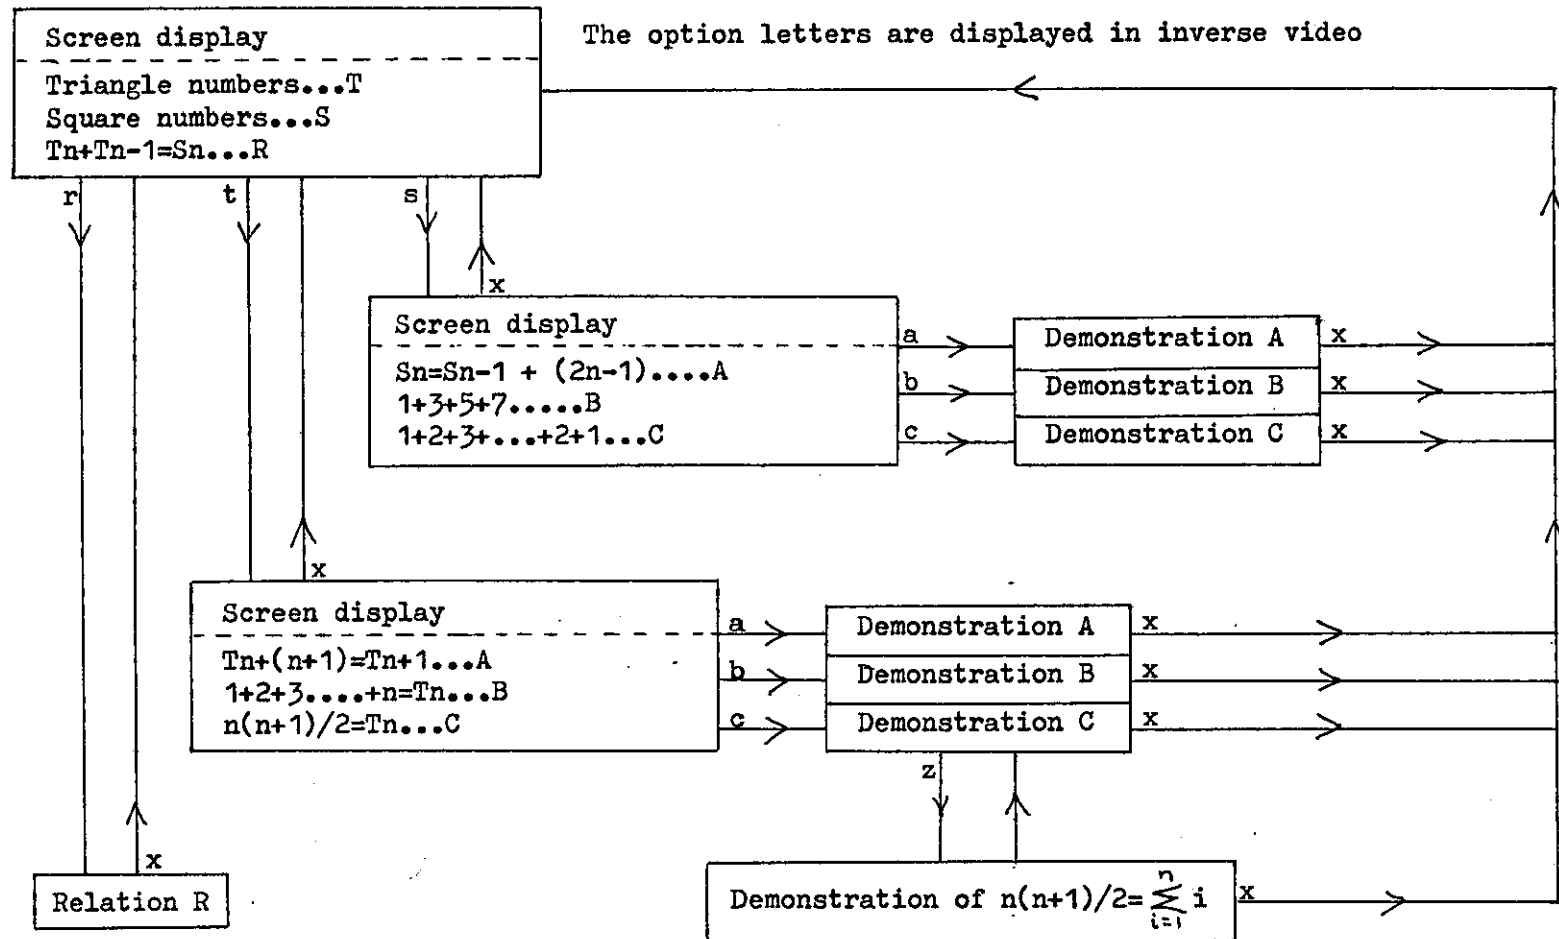 Screen display
The option letters are displayed in inverse video
Triangle numbers...T
Square numbers...S
Tn+Tn-1=Sn...R
r
t
s
x
Screen display
Sn=Sn-1 + (2n-1)....A
1+3+5+7.....B
1+2+3+...+2+1...C
a
b
c
Demonstration A
Demonstration B
Demonstration C
x
x
x
x
Screen display
Tn+(n+1)=Tn+1...A
1+2+3....+n=Tn...B
n(n+1)/2=Tn...C
a
b
c
Demonstration A
Demonstration B
Demonstration C
x
x
x
z
x
Relation R
Demonstration of n(n+1)/2=∑ⁿᵢ₌₁ i
x